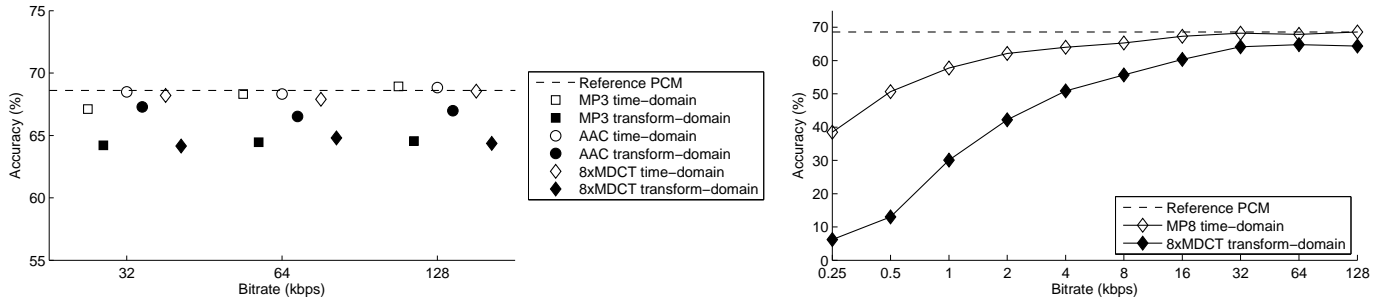 75
70
65
60
55
Accuracy (%)
32
64
128
Bitrate (kbps)
Reference PCM
MP3 time−domain
MP3 transform−domain
AAC time−domain
AAC transform−domain
8xMDCT time−domain
8xMDCT transform−domain
70
60
50
40
30
20
10
0
Accuracy (%)
0.25
0.5
1
2
4
8
16
32
64
128
Bitrate (kbps)
Reference PCM
MP8 time−domain
8xMDCT transform−domain